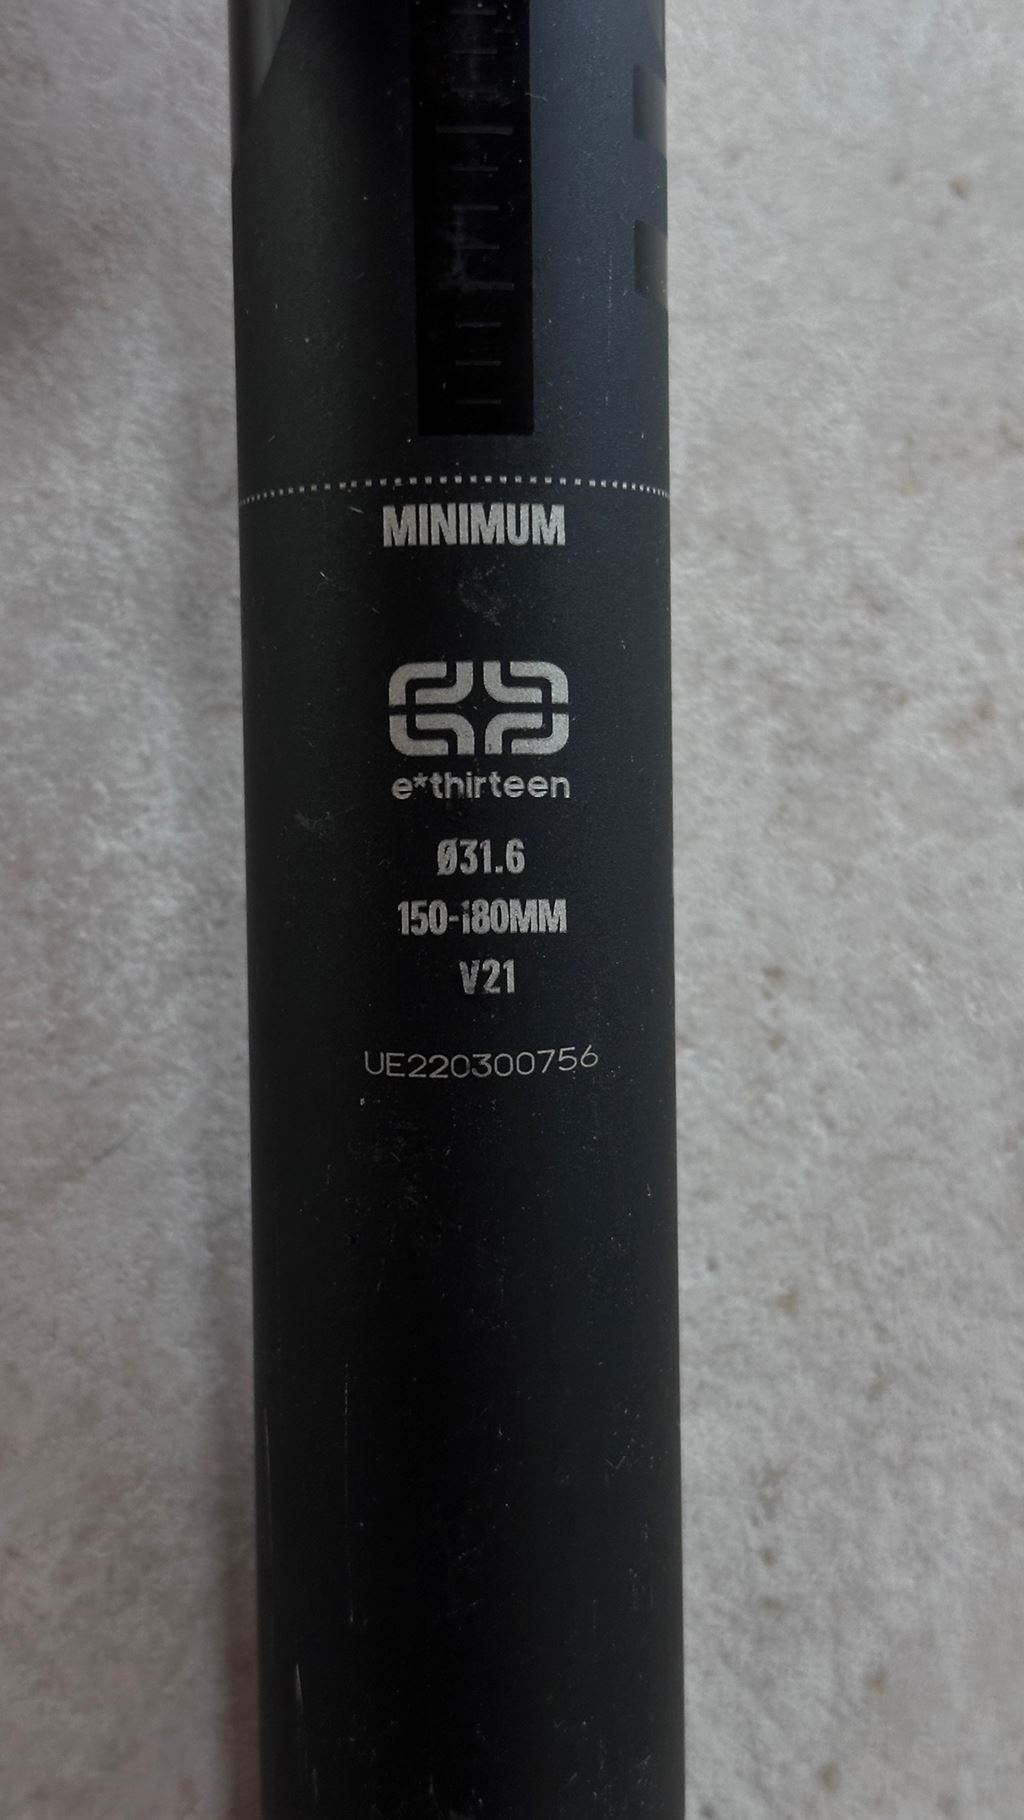 MINIMUM
e*thirteen
Ø31.6
150-180MM
V21
UE220300756